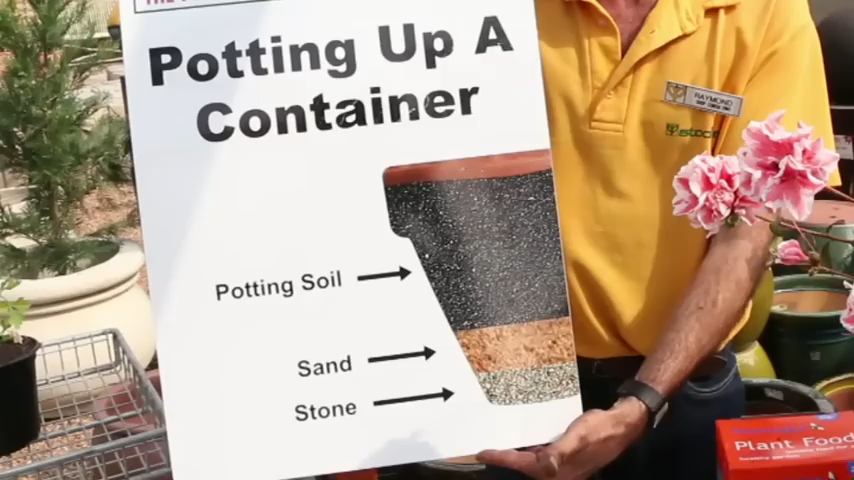 Potting Up A
Container
Potting Soil
Sand
Stone
RAYMOND
Plant Food